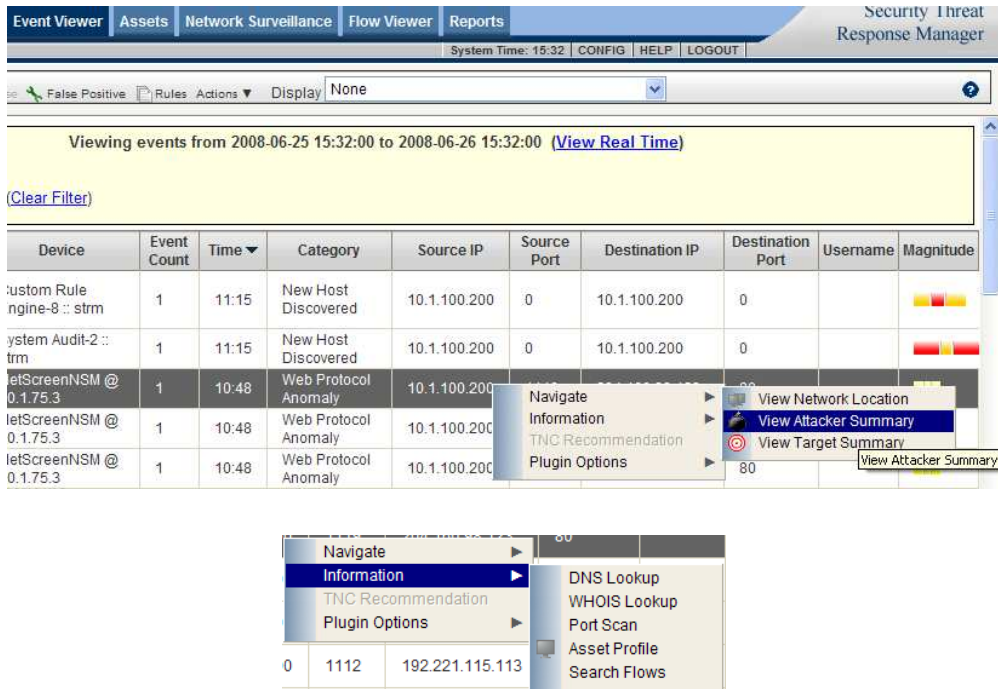 Event Viewer Assets Network Surveillance Flow Viewer Reports
Security Threat
Response Manager
System Time: 15:32 CONFIG HELP LOGOUT
False Positive Rules Actions ▼ Display None
Viewing events from 2008-06-25 15:32:00 to 2008-06-26 15:32:00 (View Real Time)
(Clear Filter)
Device Event Count Time Category Source IP Source Port Destination IP Destination Port Username Magnitude
ustom Rule
ngine-8 :: strm 1 11:15 New Host Discovered 10.1.100.200 0 10.1.100.200 0
ystem Audit-2 ::
trm 1 11:15 New Host Discovered 10.1.100.200 0 10.1.100.200 0
etScreenNSM @
0.1.75.3 1 10:48 Web Protocol Anomaly 10.1.100.200 80
etScreenNSM @
0.1.75.3 1 10:48 Web Protocol Anomaly 10.1.100.200
etScreenNSM @
0.1.75.3 1 10:48 Web Protocol Anomaly 10.1.100.200 80
Navigate
Information
TNC Recommendation
Plugin Options
View Network Location
View Attacker Summary
View Target Summary
View Attacker Summary
80
Navigate
Information
TNC Recommendation
Plugin Options
DNS Lookup
WHOIS Lookup
Port Scan
Asset Profile
Search Flows
0 1112 192.221.115.113